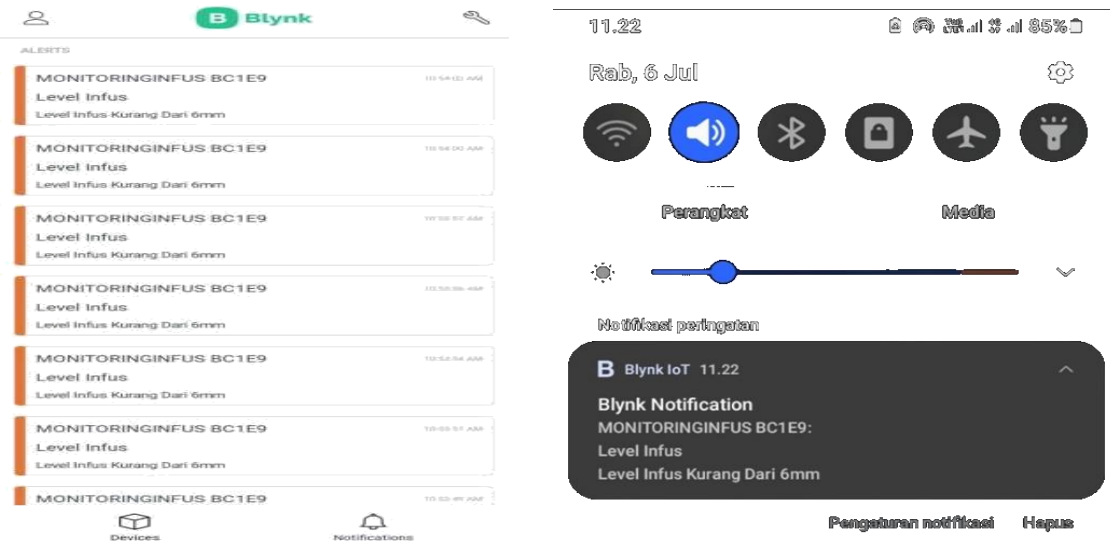 Blynk
ALERTS
MONITORINGINFUS BC1E9
Level Infus
Level Infus Kurang Dari 6mm
MONITORINGINFUS BC1E9
Level Infus
Level Infus Kurang Dari 6mm
MONITORINGINFUS BC1E9
Level Infus
Level Infus Kurang Dari 6mm
MONITORINGINFUS BC1E9
Level Infus
Level Infus Kurang Dari 6mm
MONITORINGINFUS BC1E9
Level Infus
Level Infus Kurang Dari 6mm
MONITORINGINFUS BC1E9
Level Infus
Level Infus Kurang Dari 6mm
MONITORINGINFUS BC1E9
Devices
Notifications
11.22
85%
Rab, 6 Jul
Perangkat
Media
Notifikasi peringatan
B Blynk IoT 11.22
Blynk Notification
MONITORINGINFUS BC1E9:
Level Infus
Level Infus Kurang Dari 6mm
Pengaturan notifikasi
Hapus